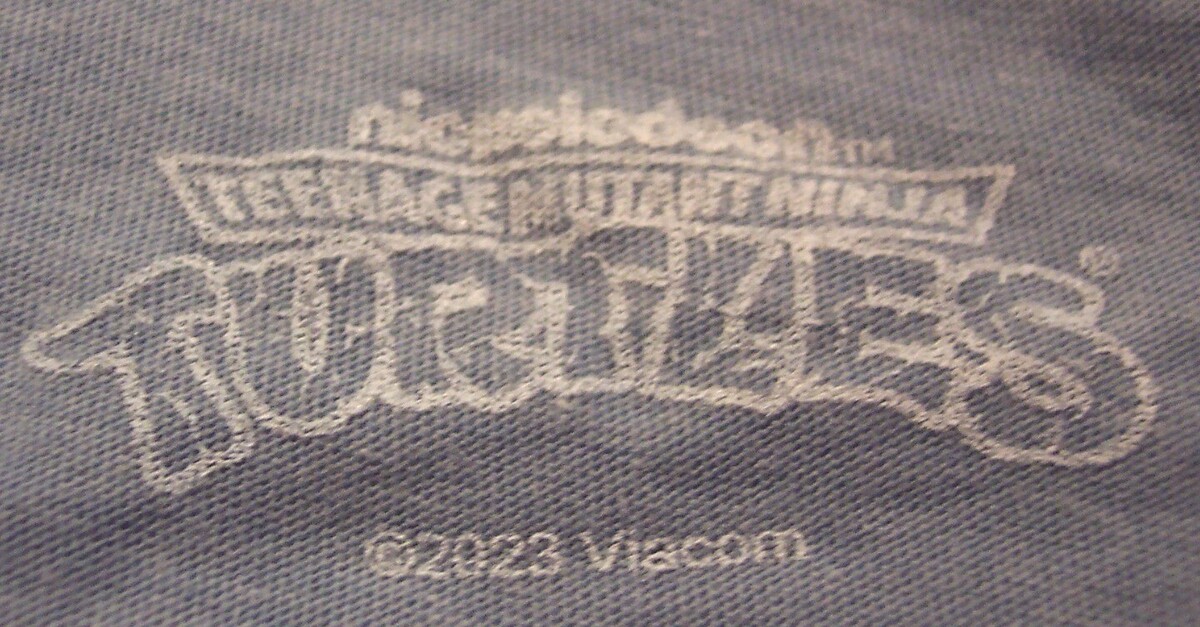 nickelodeon™
TEENAGE MUTANT NINJA
TURTLES®
©2023 Viacom